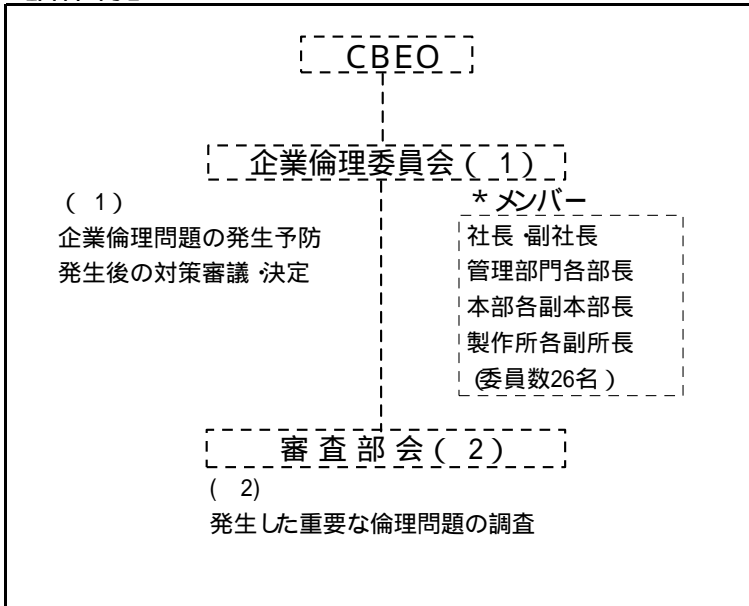 CBEO
企業倫理委員会( 1)
( 1)
企業倫理問題の発生予防
発生後の対策審議・決定
*メンバー
社長・副社長
管理部門各部長
本部各副本部長
製作所各副所長
(委員数26名)
審査部会( 2)
( 2)
発生した重要な倫理問題の調査